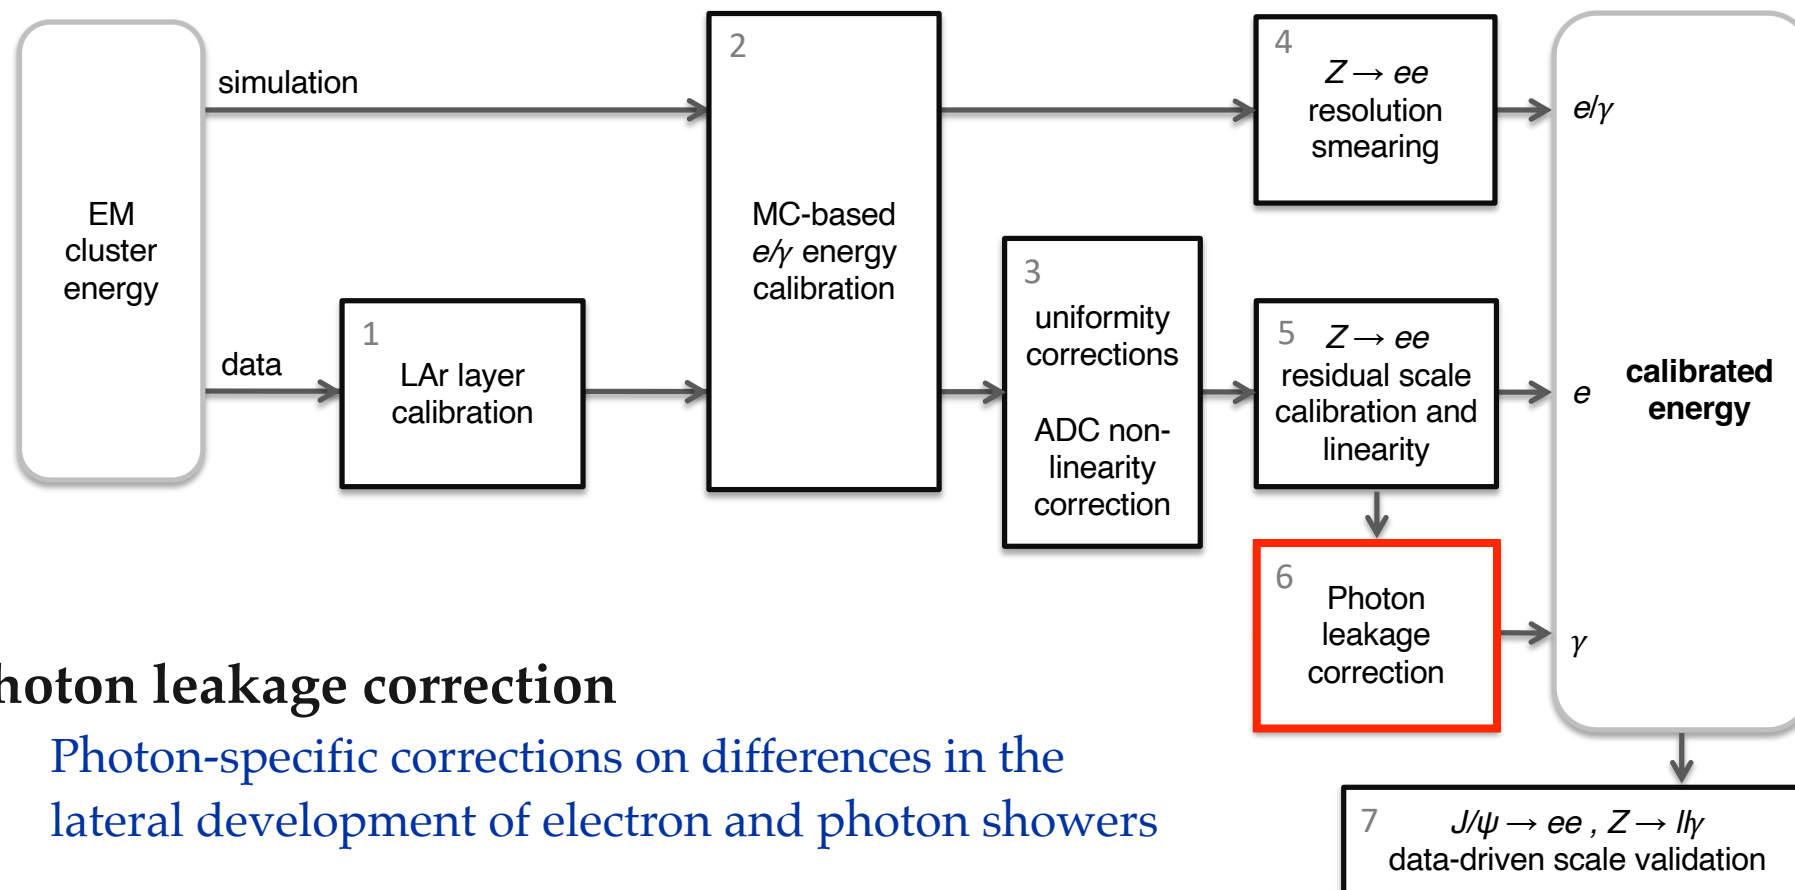 EM
cluster
energy
simulation
data
1
LAr layer
calibration
2
MC-based
e/γ energy
calibration
3
uniformity
corrections
ADC non-
linearity
correction
4
Z → ee
resolution
smearing
5
Z → ee
residual scale
calibration and
linearity
6
Photon
leakage
correction
e/γ
e
γ
calibrated
energy
hoton leakage correction
Photon-specific corrections on differences in the
lateral development of electron and photon showers
7
J/ψ → ee , Z → llγ
data-driven scale validation